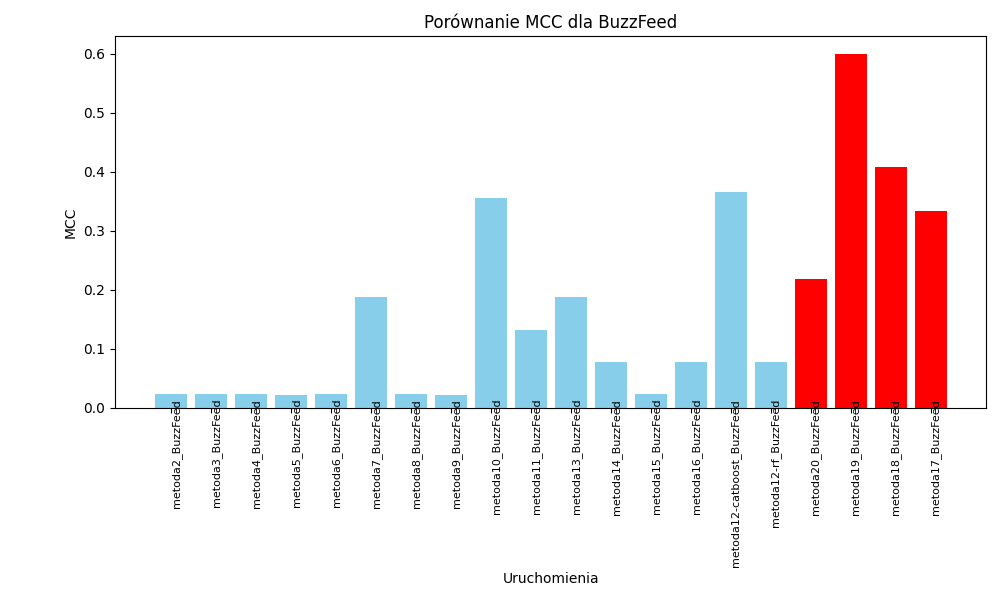 Porównanie MCC dla BuzzFeed
MCC
0.6
0.5
0.4
0.3
0.2
0.1
0.0
metoda2_BuzzFeed
metoda3_BuzzFeed
metoda4_BuzzFeed
metoda5_BuzzFeed
metoda6_BuzzFeed
metoda7_BuzzFeed
metoda8_BuzzFeed
metoda9_BuzzFeed
metoda10_BuzzFeed
metoda11_BuzzFeed
metoda13_BuzzFeed
metoda14_BuzzFeed
metoda15_BuzzFeed
metoda16_BuzzFeed
metoda12-catboost_BuzzFeed
metoda12-rf_BuzzFeed
metoda20_BuzzFeed
metoda19_BuzzFeed
metoda18_BuzzFeed
metoda17_BuzzFeed
Uruchomienia